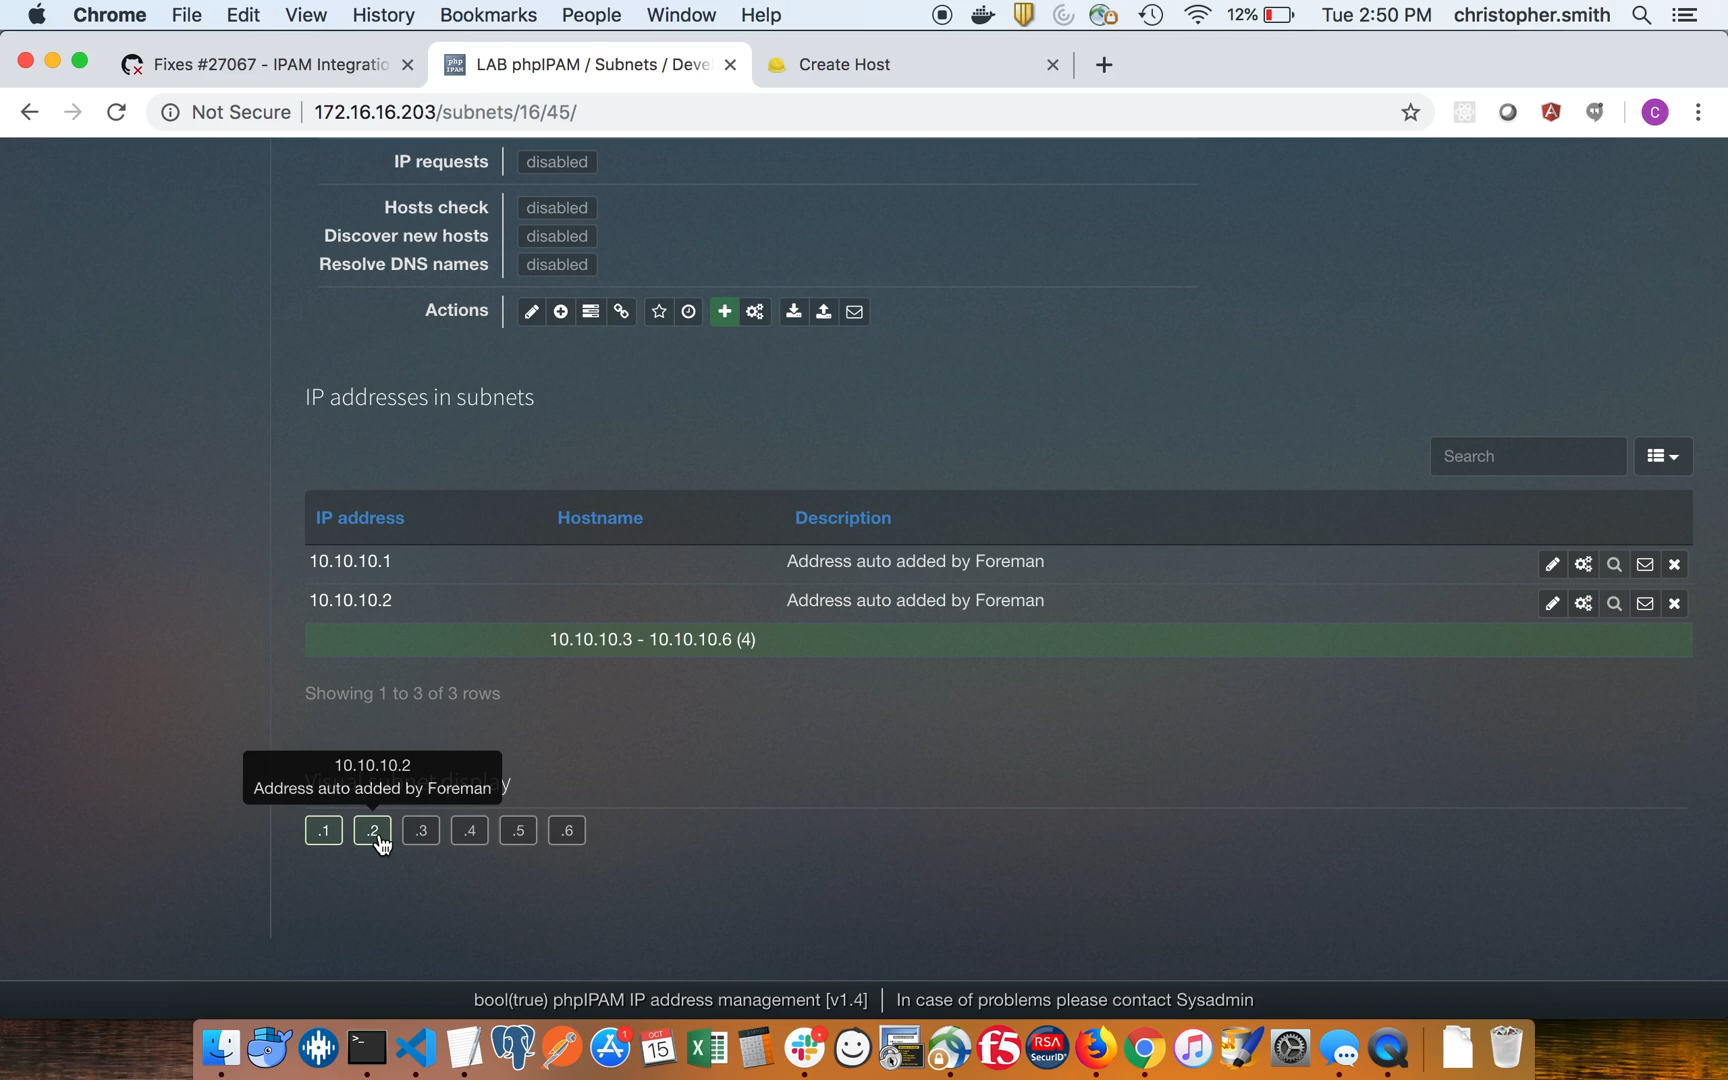 Chrome File Edit View History Bookmarks People Window Help 12% Tue 2:50 PM christopher.smith
Fixes #27067 - IPAM Integratio
LAB phpIPAM / Subnets / Deve
Create Host
Not Secure 172.16.16.203/subnets/16/45/ C
IP requests disabled
Hosts check disabled
Discover new hosts disabled
Resolve DNS names disabled
Actions
IP addresses in subnets
Search
IP address Hostname Description
10.10.10.1 Address auto added by Foreman
10.10.10.2 Address auto added by Foreman
10.10.10.3 - 10.10.10.6 (4)
Showing 1 to 3 of 3 rows
10.10.10.2
Address auto added by Foreman
.1 .2 .3 .4 .5 .6
bool(true) phpIPAM IP address management [v1.4] In case of problems please contact Sysadmin
1 OCT 15 f5 RSA SecurID